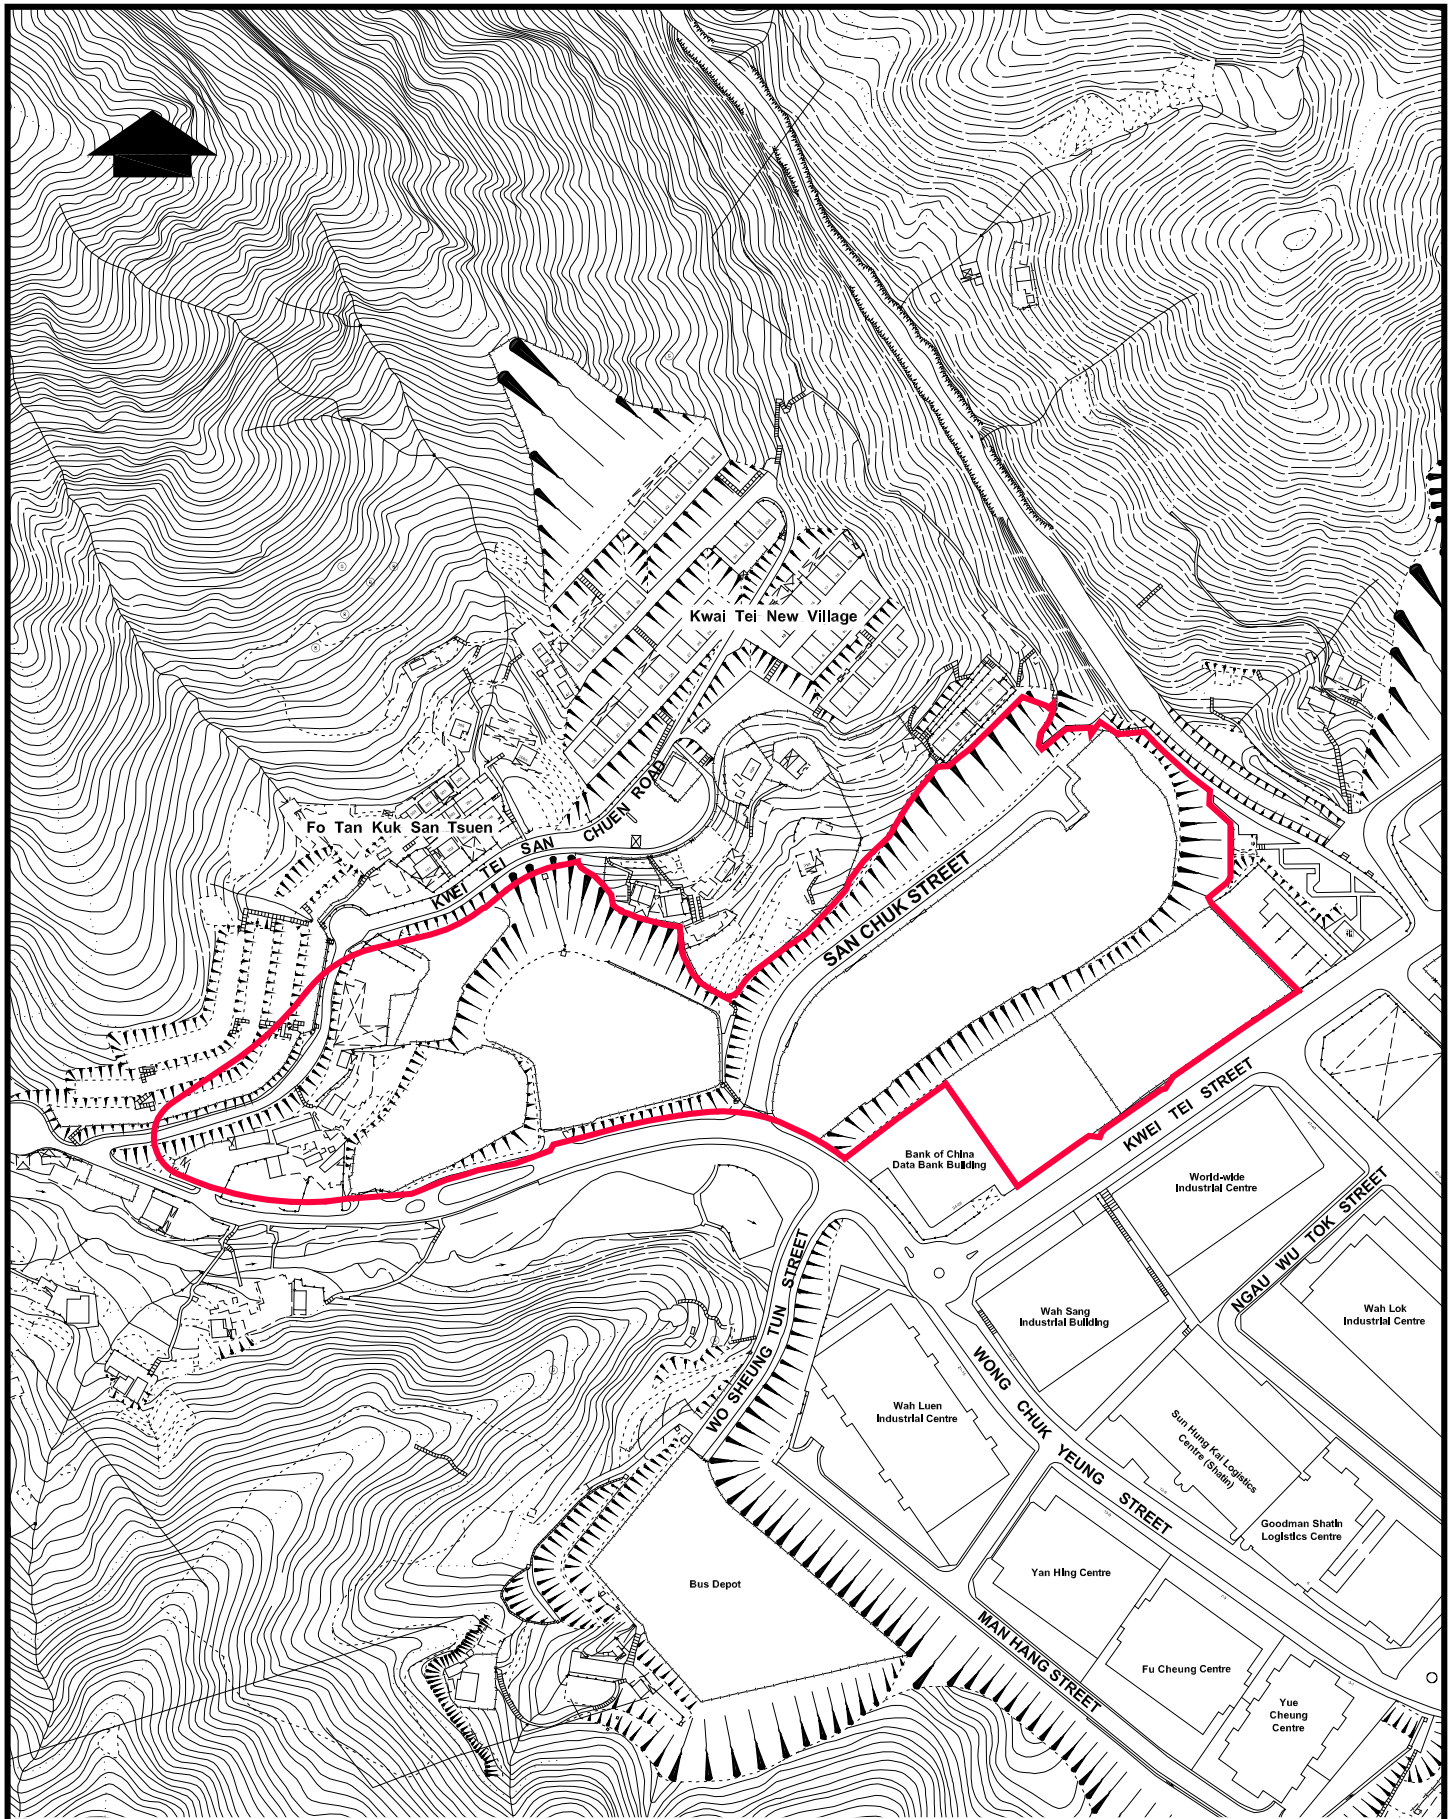 Kwai Tei New Village
Fo Tan Kuk San Tsuen
KWEI TEI SAN CHUEN ROAD
SAN CHUK STREET
KWEI TEI STREET
Bank of China
Data Bank Building
World-wide
Industrial Centre
NGAU WU TOK STREET
WO SHEUNG TUN STREET
Wah Sang
Industrial Building
Wah Lok
Industrial Centre
WONG CHUK YEUNG STREET
Wah Luen
Industrial Centre
Sun Hung Kai Logistics
Centre (Shatin)
Goodman Shatin
Logistics Centre
Yan Hing Centre
Bus Depot
MAN HANG STREET
Fu Cheung Centre
Yue
Cheung
Centre